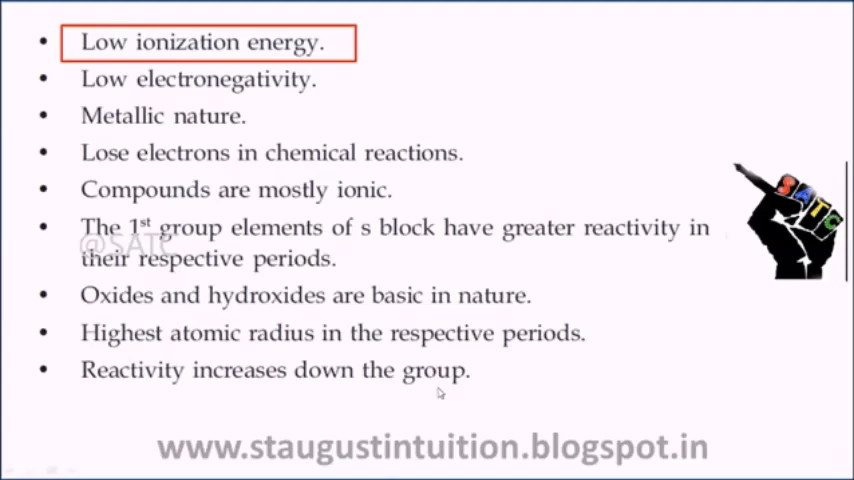 • Low ionization energy.
• Low electronegativity.
• Metallic nature.
• Lose electrons in chemical reactions.
• Compounds are mostly ionic.
• The 1st group elements of s block have greater reactivity in
their respective periods.
@SATC
• Oxides and hydroxides are basic in nature.
• Highest atomic radius in the respective periods.
• Reactivity increases down the group.
SATC
www.staugustintuition.blogspot.in